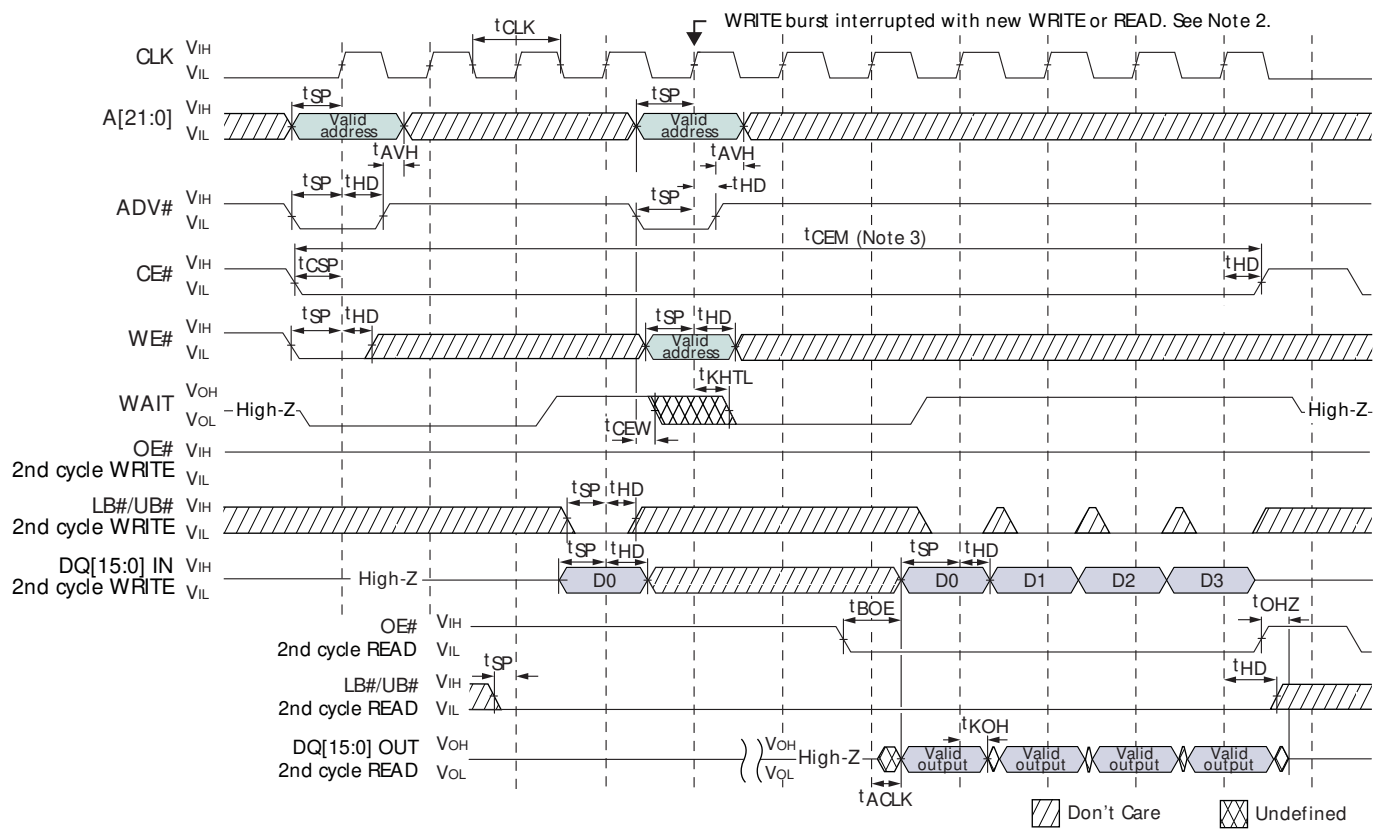 WRITE burst interrupted with new WRITE or READ. See Note 2.
tCLK
CLK VIH
VIL
tSP tSP
A[21:0] VIH
VIL
Valid address Valid address
tAVH tAVH
tSP tHD tSP tHD
ADV# VIH
VIL
tCEM (Note 3)
CE# VIH
VIL
tCSP tHD
tSP tHD tSP tHD
WE# VIH
VIL
Valid address
tKHTL
WAIT VOH
VOL
High-Z High-Z
tCEW
OE# VIH
2nd cycle WRITE VIL
tSP tHD
LB#/UB# VIH
2nd cycle WRITE VIL
tSP tHD tSP tHD
DQ[15:0] IN VIH
2nd cycle WRITE VIL
High-Z D0 D0 D1 D2 D3
tBOE tOHZ
OE# VIH
2nd cycle READ VIL
tSP tHD
LB#/UB# VIH
2nd cycle READ VIL
tKOH
DQ[15:0] OUT VOH
2nd cycle READ VOL
VOH
VOL
High-Z
Valid output Valid output Valid output Valid output
tACLK
Don't Care Undefined